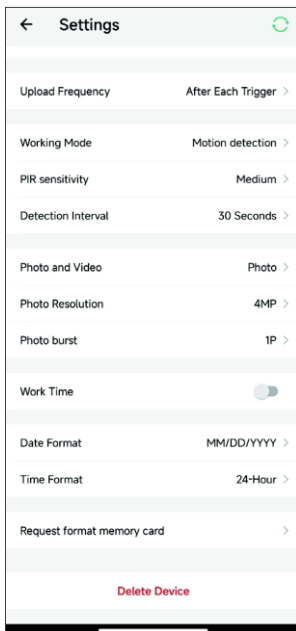 Settings
Upload Frequency After Each Trigger
Working Mode Motion detection
PIR sensitivity Medium
Detection Interval 30 Seconds
Photo and Video Photo
Photo Resolution 4MP
Photo burst 1P
Work Time
Date Format MM/DD/YYYY
Time Format 24-Hour
Request format memory card
Delete Device